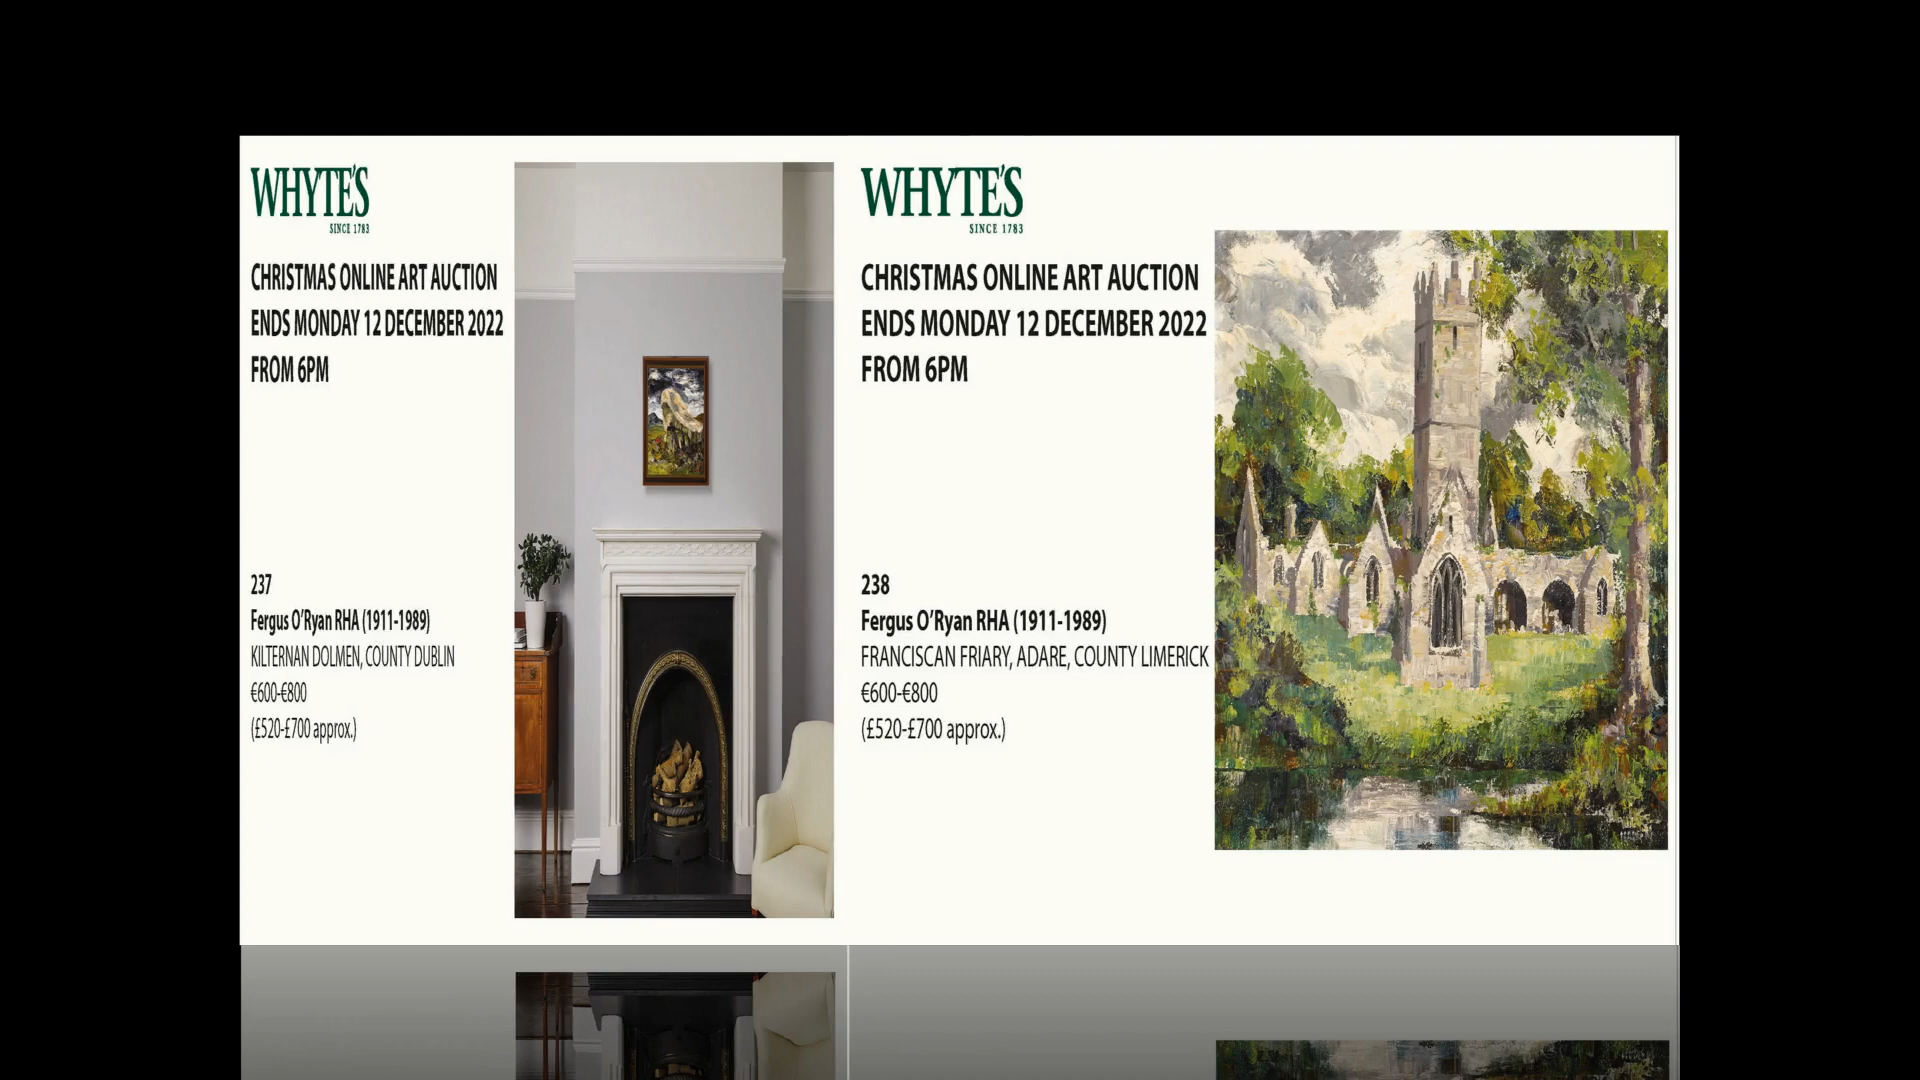 WHYTE'S
SINCE 1783
CHRISTMAS ONLINE ART AUCTION
ENDS MONDAY 12 DECEMBER 2022
FROM 6PM
237
Fergus O'Ryan RHA (1911-1989)
KILTERNAN DOLMEN, COUNTY DUBLIN
€600-€800
(£520-£700 approx.)
WHYTE'S
SINCE 1783
CHRISTMAS ONLINE ART AUCTION
ENDS MONDAY 12 DECEMBER 2022
FROM 6PM
238
Fergus O'Ryan RHA (1911-1989)
FRANCISCAN FRIARY, ADARE, COUNTY LIMERICK
€600-€800
(£520-£700 approx.)